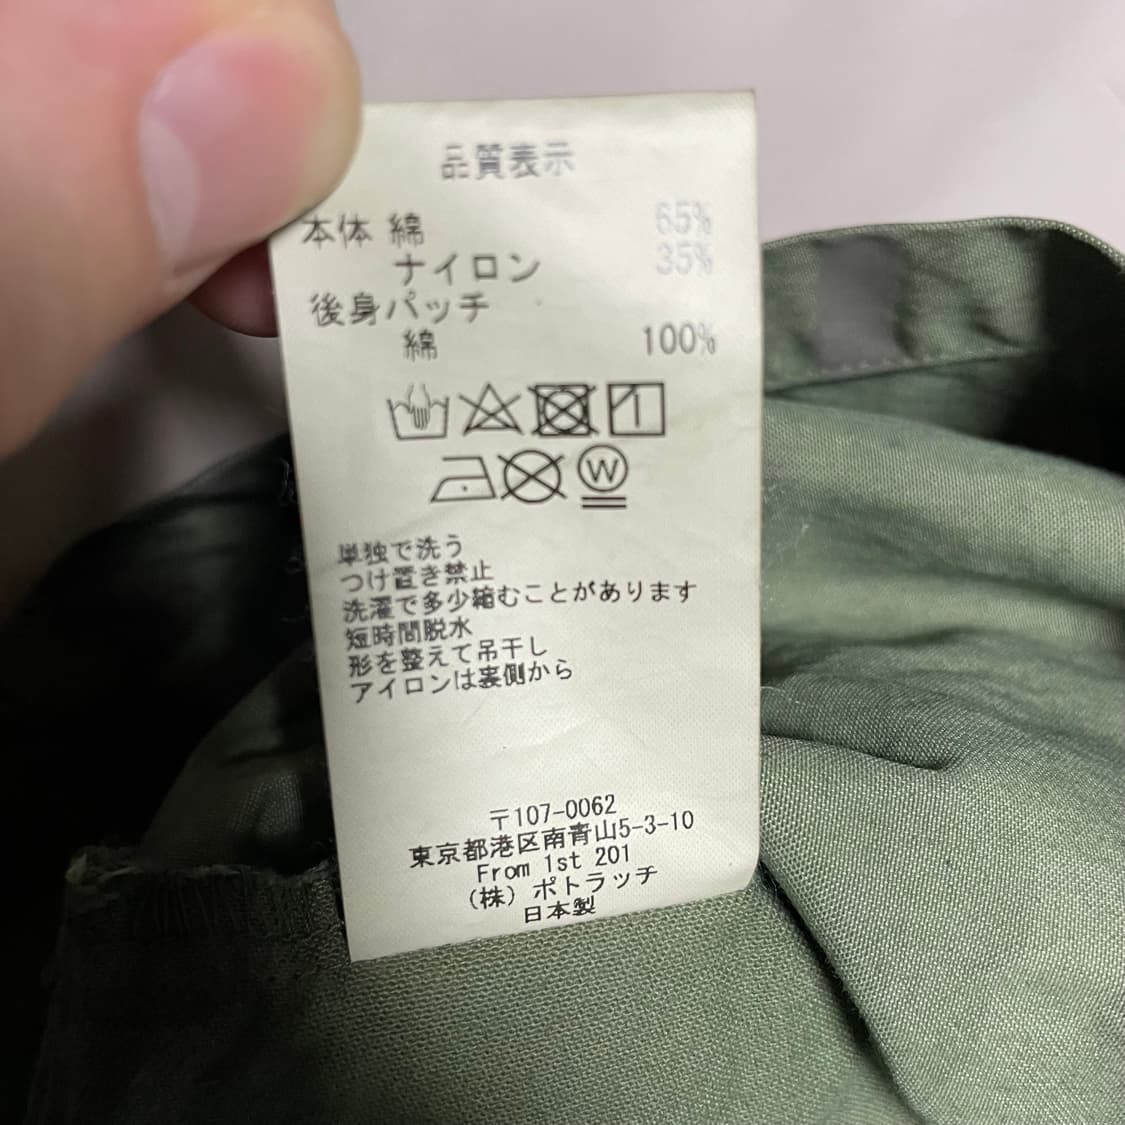 品質表示
本体 綿 65%
ナイロン 35%
後身パッチ
綿 100%
W
単独で洗う
つけ置き禁止
洗濯で多少縮むことがあります
短時間脱水
形を整えて吊干し
アイロンは裏側から
〒107-0062
東京都港区南青山5-3-10
From 1st 201
(株) ポトラッチ
日本製